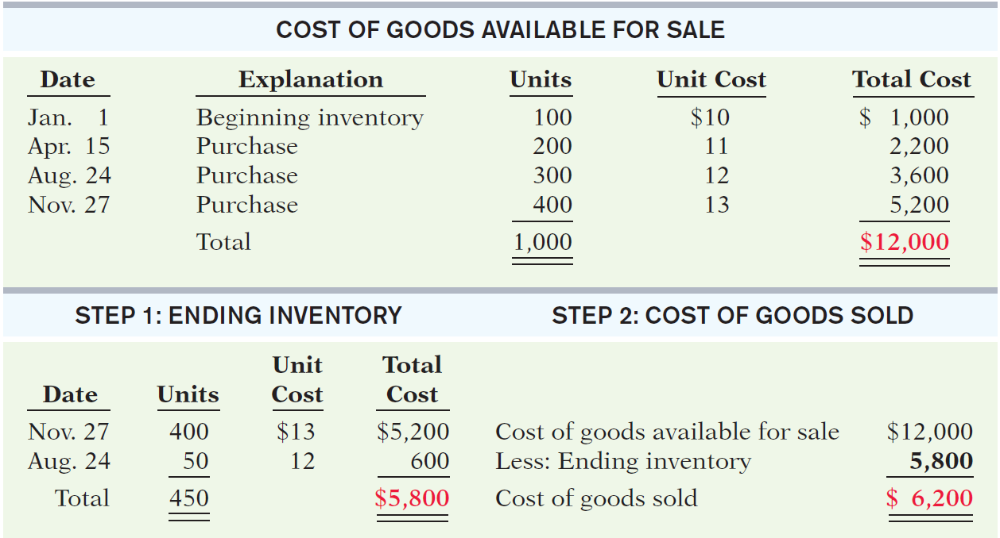 COST OF GOODS AVAILABLE FOR SALE
Date Explanation Units Unit Cost Total Cost
Jan. 1 Beginning inventory 100 $10 $ 1,000
Apr. 15 Purchase 200 11 2,200
Aug. 24 Purchase 300 12 3,600
Nov. 27 Purchase 400 13 5,200
Total 1,000 $12,000
STEP 1: ENDING INVENTORY STEP 2: COST OF GOODS SOLD
Unit Total
Date Units Cost Cost
Nov. 27 400 $13 $5,200 Cost of goods available for sale $12,000
Aug. 24 50 12 600 Less: Ending inventory 5,800
Total 450 $5,800 Cost of goods sold $ 6,200